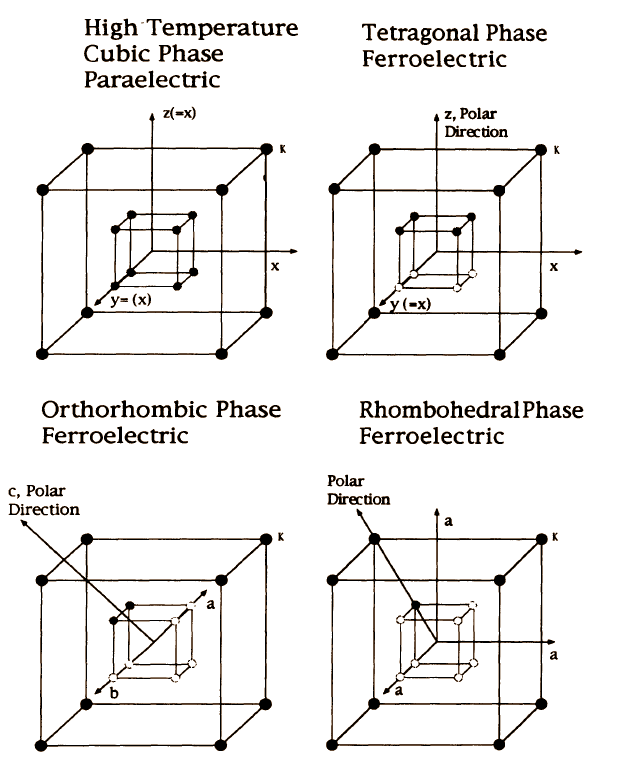 High Temperature
Cubic Phase
Paraelectric
z(=x)
K
x
y= (x)
Tetragonal Phase
Ferroelectric
z, Polar
Direction
K
x
y (=x)
Orthorhombic Phase
Ferroelectric
c, Polar
Direction
K
a
b
Rhombohedral Phase
Ferroelectric
Polar
Direction
a
K
a
a